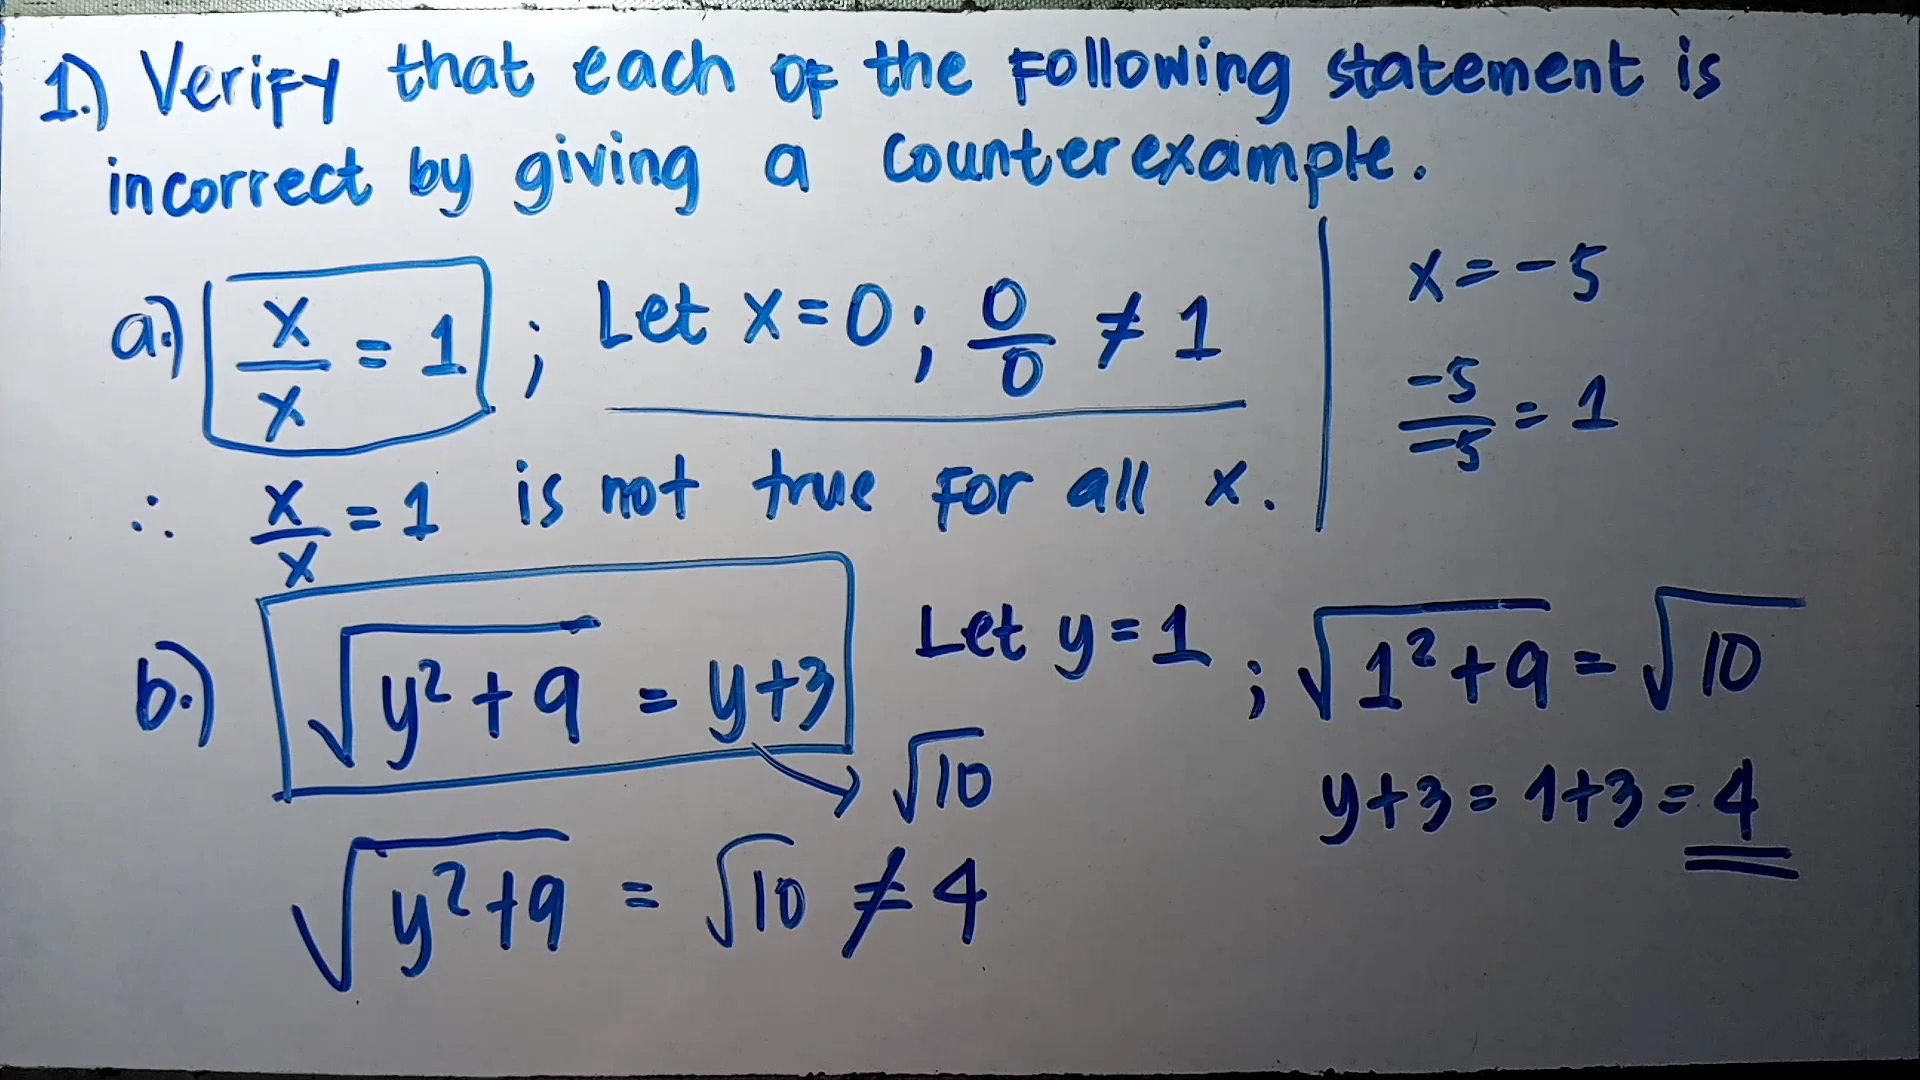 1.) Verify that each of the following statement is
incorrect by giving a counterexample.
a.) x/x = 1 ; Let x = 0 ; 0/0 ≠ 1
x = -5
-5/-5 = 1
∴ x/x = 1 is not true for all x.
b.) √(y²+9) = y+3
Let y = 1 ; √(1²+9) = √10
√10
y+3 = 1+3 = 4
√(y²+9) = √10 ≠ 4